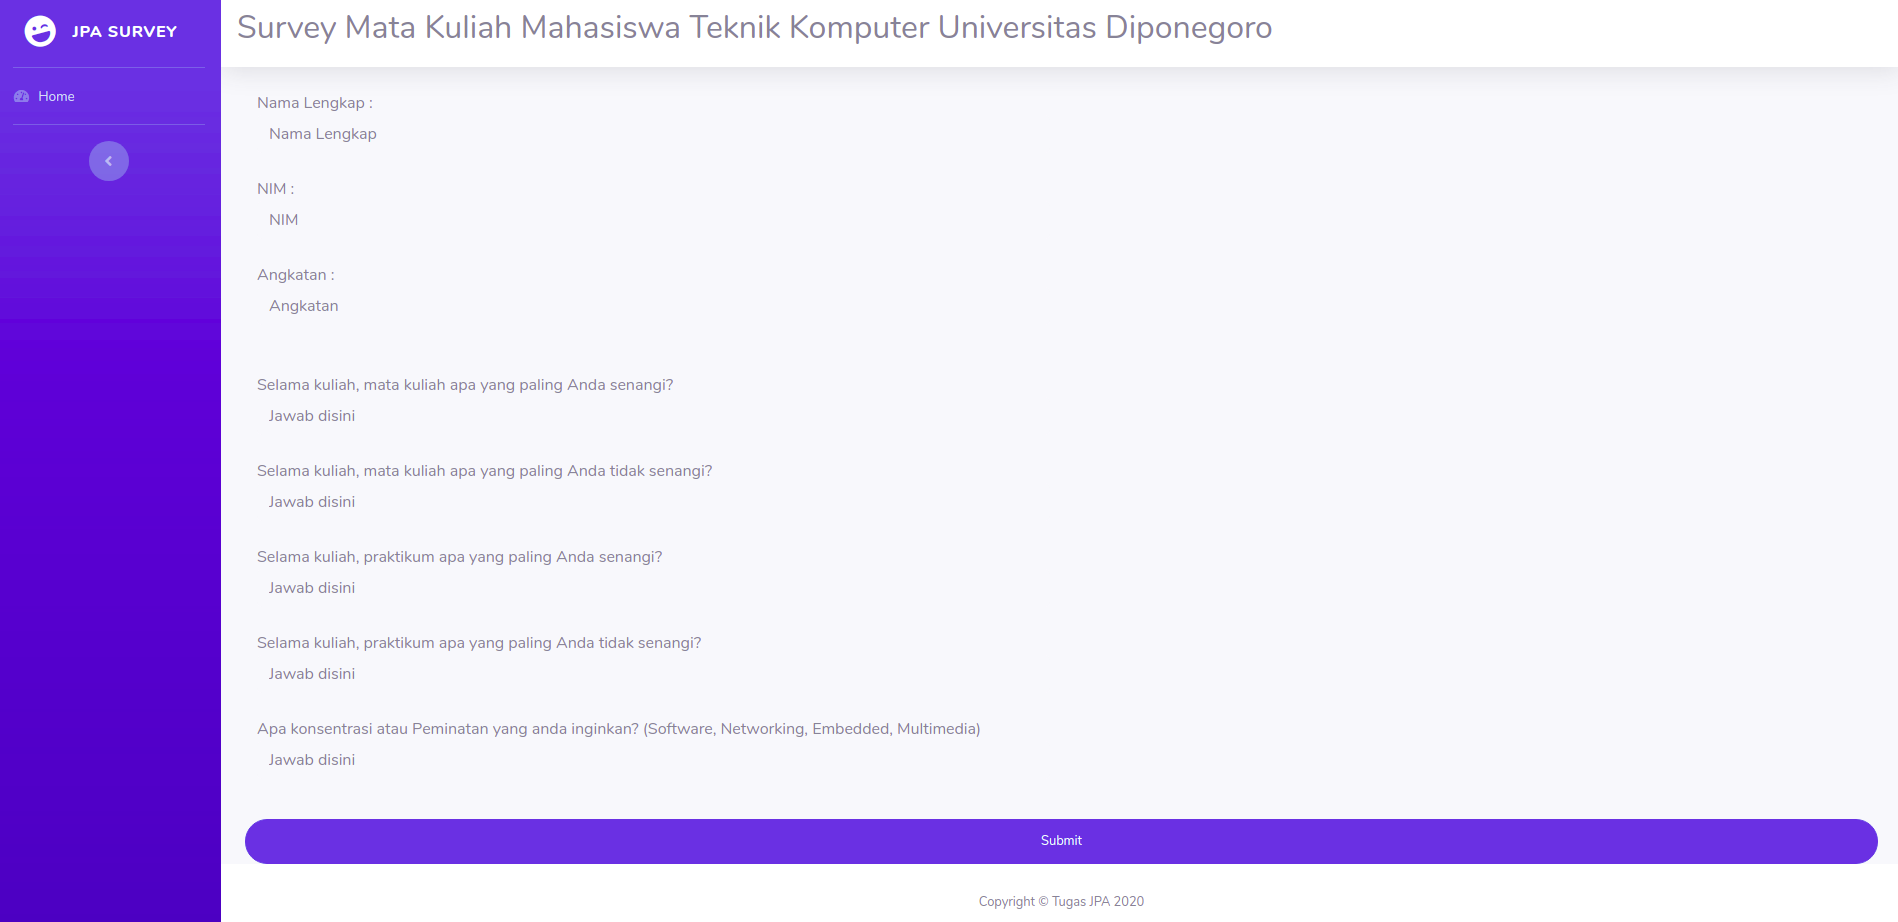 JPA SURVEY
Home
Survey Mata Kuliah Mahasiswa Teknik Komputer Universitas Diponegoro
Nama Lengkap :
Nama Lengkap
NIM :
NIM
Angkatan :
Angkatan
Selama kuliah, mata kuliah apa yang paling Anda senangi?
Jawab disini
Selama kuliah, mata kuliah apa yang paling Anda tidak senangi?
Jawab disini
Selama kuliah, praktikum apa yang paling Anda senangi?
Jawab disini
Selama kuliah, praktikum apa yang paling Anda tidak senangi?
Jawab disini
Apa konsentrasi atau Peminatan yang anda inginkan? (Software, Networking, Embedded, Multimedia)
Jawab disini
Submit
Copyright © Tugas JPA 2020